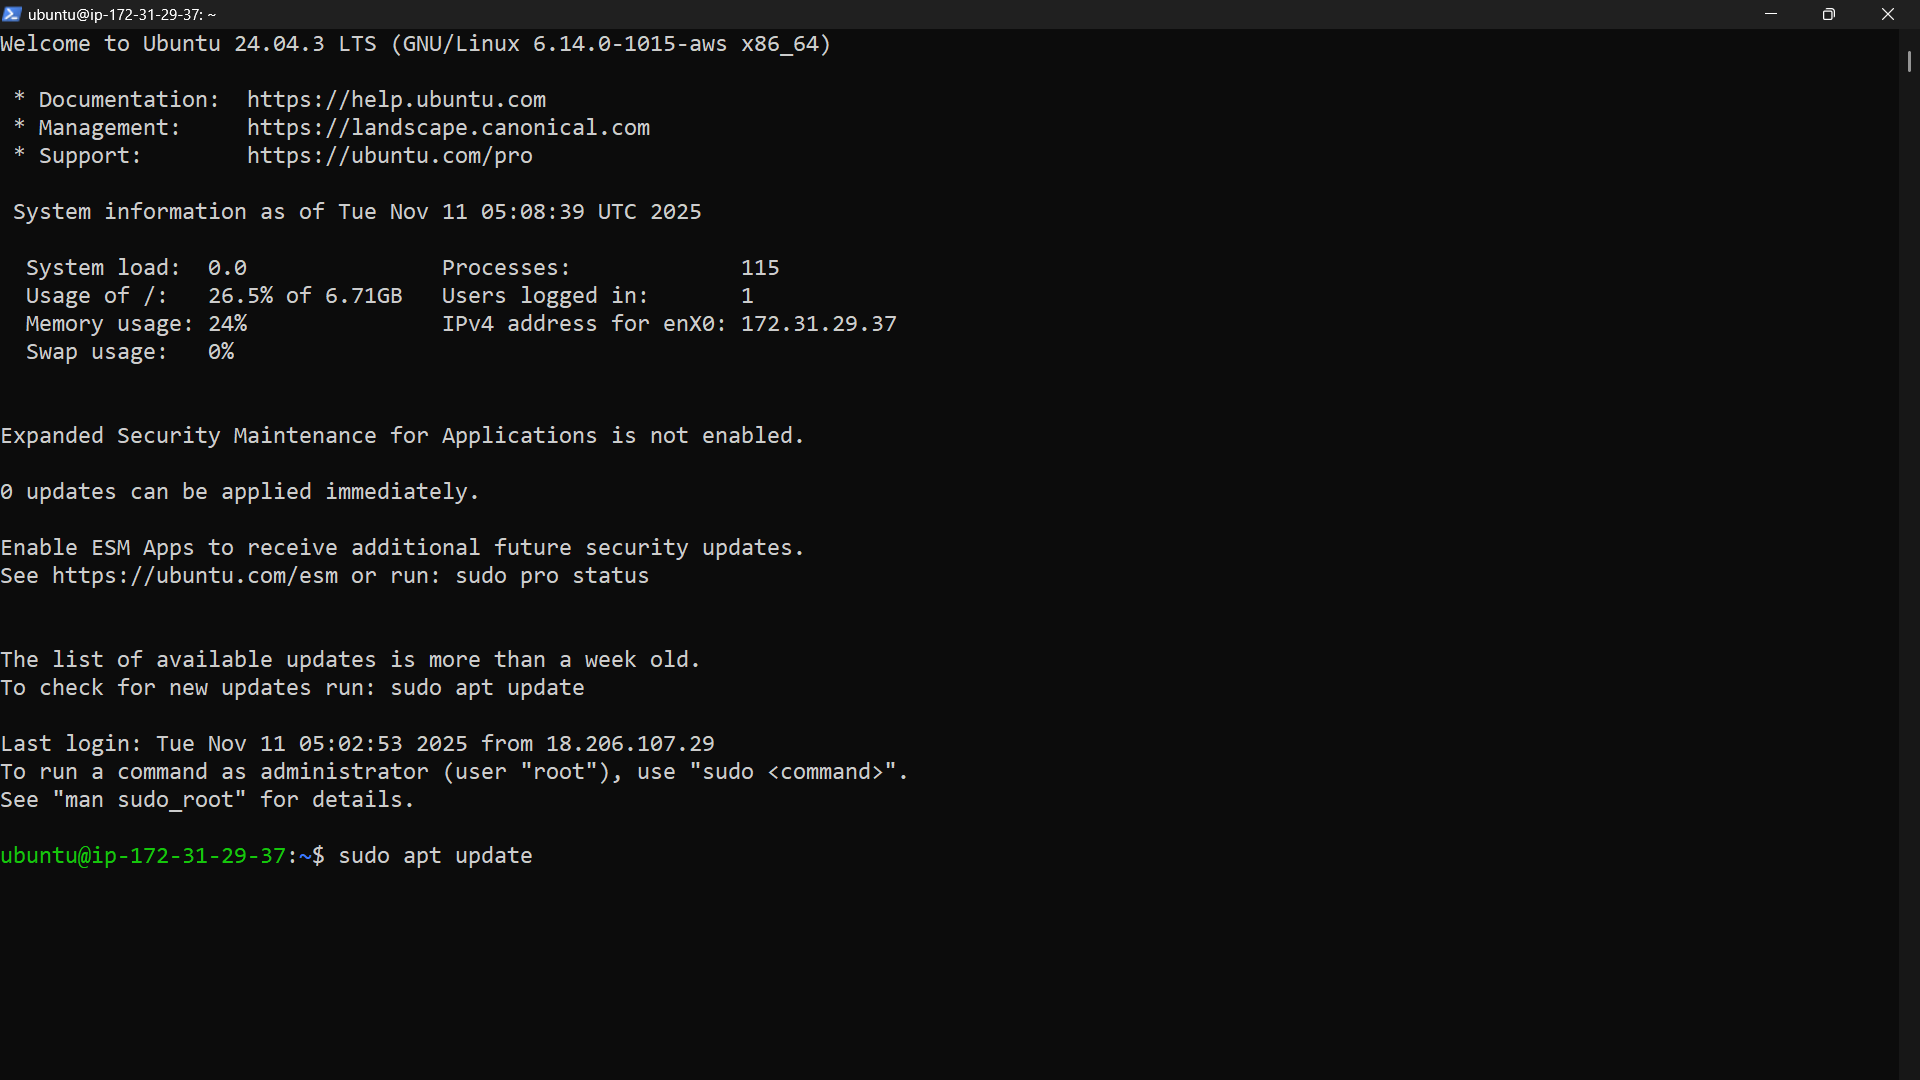 ubuntu@ip-172-31-29-37: ~
Welcome to Ubuntu 24.04.3 LTS (GNU/Linux 6.14.0-1015-aws x86_64)
* Documentation:  https://help.ubuntu.com
* Management:     https://landscape.canonical.com
* Support:        https://ubuntu.com/pro
System information as of Tue Nov 11 05:08:39 UTC 2025
System load:  0.0               Processes:             115
Usage of /:   26.5% of 6.71GB   Users logged in:       1
Memory usage: 24%               IPv4 address for enX0: 172.31.29.37
Swap usage:   0%
Expanded Security Maintenance for Applications is not enabled.
0 updates can be applied immediately.
Enable ESM Apps to receive additional future security updates.
See https://ubuntu.com/esm or run: sudo pro status
The list of available updates is more than a week old.
To check for new updates run: sudo apt update
Last login: Tue Nov 11 05:02:53 2025 from 18.206.107.29
To run a command as administrator (user "root"), use "sudo <command>".
See "man sudo_root" for details.
ubuntu@ip-172-31-29-37:~$ sudo apt update